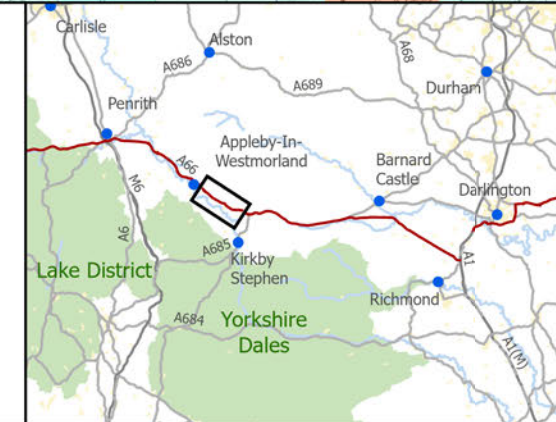 Carlisle
Alston
A686
A68
A689
Durham
Penrith
A66
Appleby-In-
Westmorland
Barnard
Castle
Darlington
M6
A6
A685
Kirkby
Stephen
A1
Lake District
Richmond
A684
Yorkshire
Dales
A1(M)